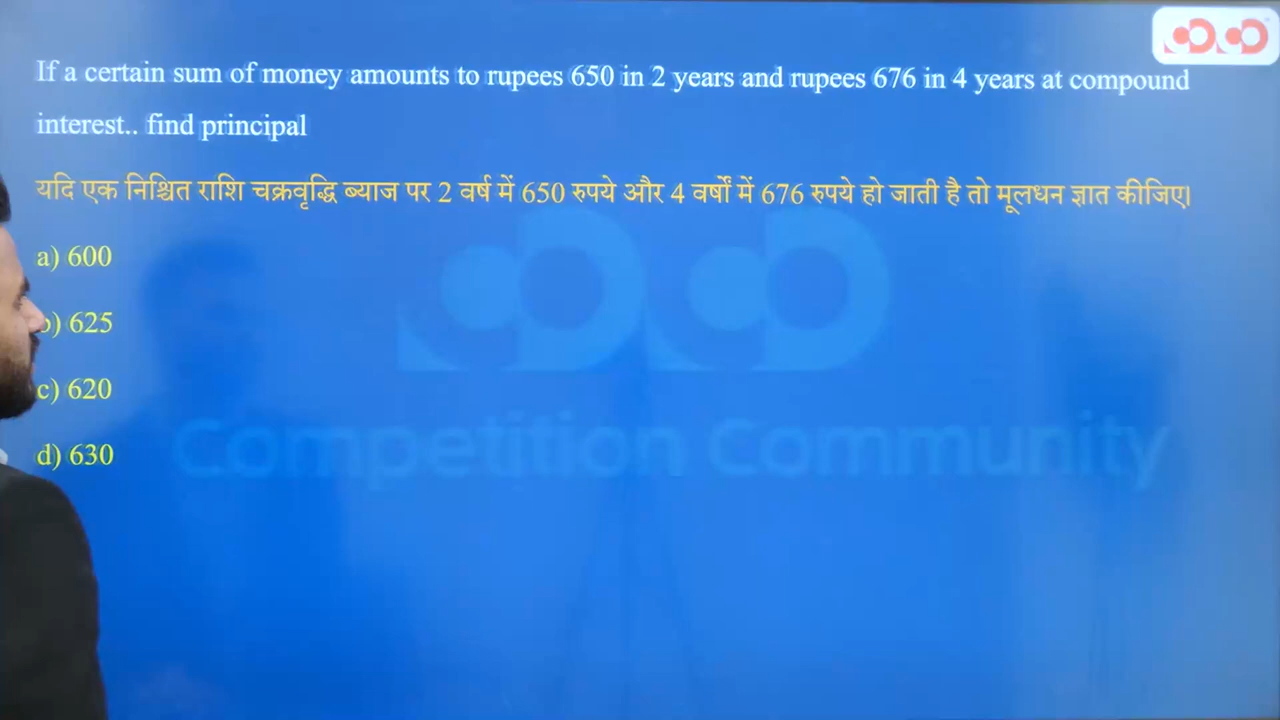 If a certain sum of money amounts to rupees 650 in 2 years and rupees 676 in 4 years at compound
interest.. find principal
यदि एक निश्चित राशि चक्रवृद्धि ब्याज पर 2 वर्ष में 650 रुपये और 4 वर्षों में 676 रुपये हो जाती है तो मूलधन ज्ञात कीजिए।
a) 600
b) 625
c) 620
d) 630
Competition Community